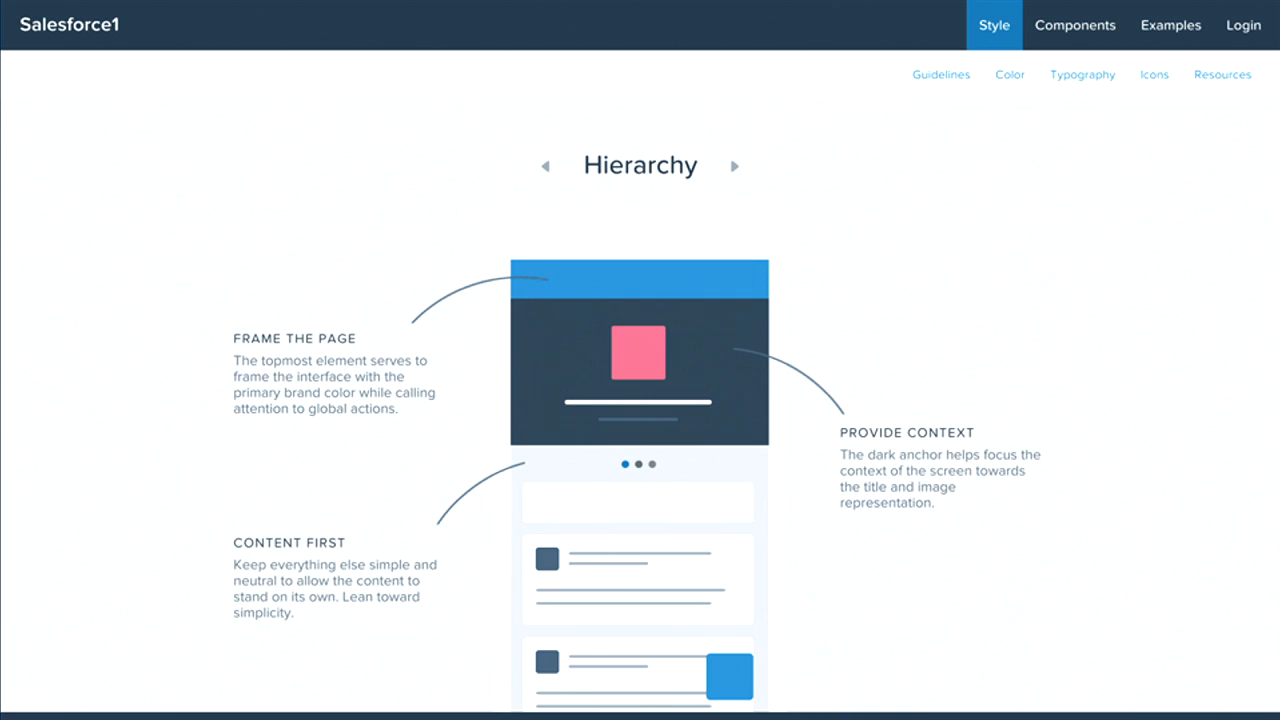 Salesforce1
Style
Components
Examples
Login
Guidelines
Color
Typography
Icons
Resources
Hierarchy
FRAME THE PAGE
The topmost element serves to
frame the interface with the
primary brand color while calling
attention to global actions.
PROVIDE CONTEXT
The dark anchor helps focus the
context of the screen towards
the title and image
representation.
CONTENT FIRST
Keep everything else simple and
neutral to allow the content to
stand on its own. Lean toward
simplicity.